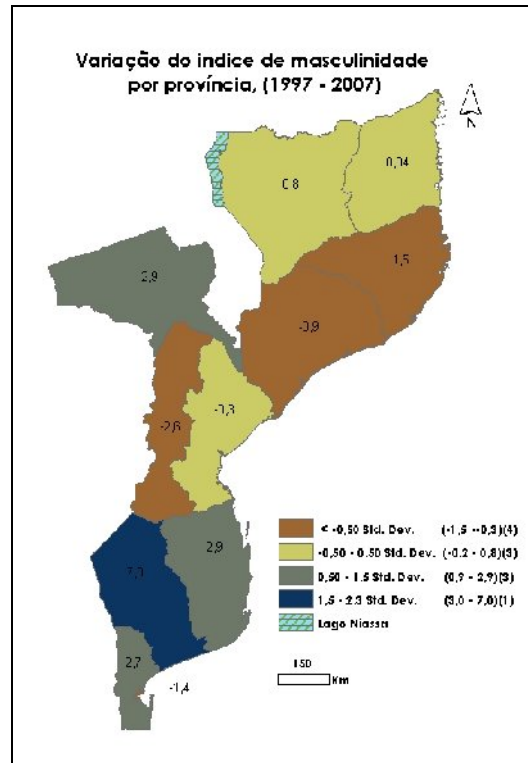 Variação do indice de masculinidade
por província, (1997 - 2007)
N
0,04
0,8
1,5
2,9
-0,9
-0,3
-2,6
2,9
2,7
-1,4
< -0,50 Std. Dev. (-1,5 --0,3)(4)
-0,50 - 0.50 Std. Dev. (-0.2 - 0,8)(3)
0,50 - 1.5 Std. Dev. (0,9 - 2,9)(3)
1,5 - 2.3 Std. Dev. (3,0 - 7,0)(1)
Lago Niassa
150
Km